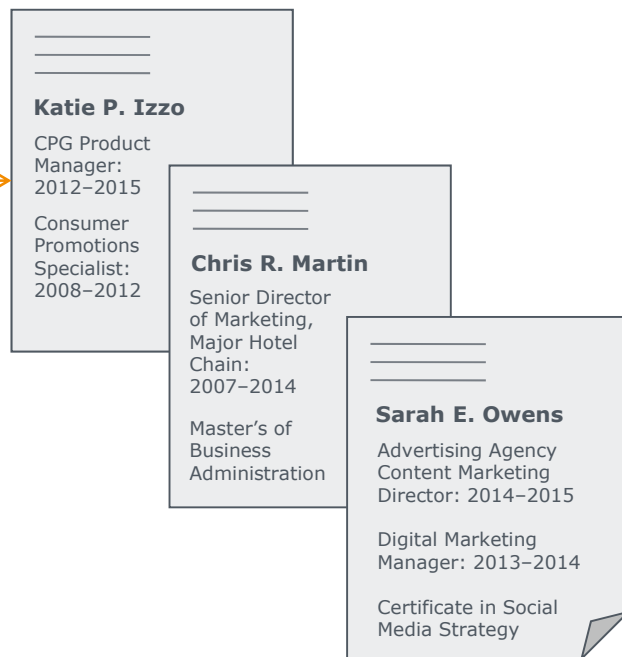 Katie P. Izzo
CPG Product
Manager:
2012–2015
Consumer
Promotions
Specialist:
2008–2012
Chris R. Martin
Senior Director
of Marketing,
Major Hotel
Chain:
2007–2014
Master’s of
Business
Administration
Sarah E. Owens
Advertising Agency
Content Marketing
Director: 2014–2015
Digital Marketing
Manager: 2013–2014
Certificate in Social
Media Strategy